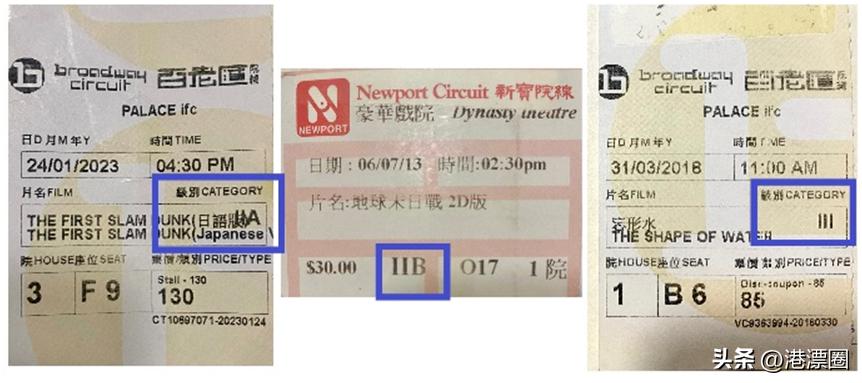 broadway circuit 百老匯院線
PALACE ifc
日D 月M 年Y 時間TIME
24/01/2023 04:30 PM
片名FILM 級別CATEGORY
THE FIRST SLAM DUNK(日語版) IIA
THE FIRST SLAM DUNK(Japanese V
院HOUSE 座位SEAT 票價/類別PRICE/TYPE
Stall - 130
3 F 9 130
CT10697071-20230124
NEWPORT
Newport Circuit 新寶院線
豪華戲院 Dynasty theatre
日期：06/07/13 時間:02:30pm
片名:地球末日戰 2D版
$30.00 IIB O17 1 院
broadway circuit 百老匯院線
PALACE ifc
日D 月M 年Y 時間TIME
31/03/2018 11:00 AM
片名FILM 級別CATEGORY
忘形水 III
THE SHAPE OF WATER
院HOUSE 座位SEAT 票價/類別PRICE/TYPE
Disc-coupon - 85
1 B 6 85
VC9363994-20180330
头条 @港漂圈